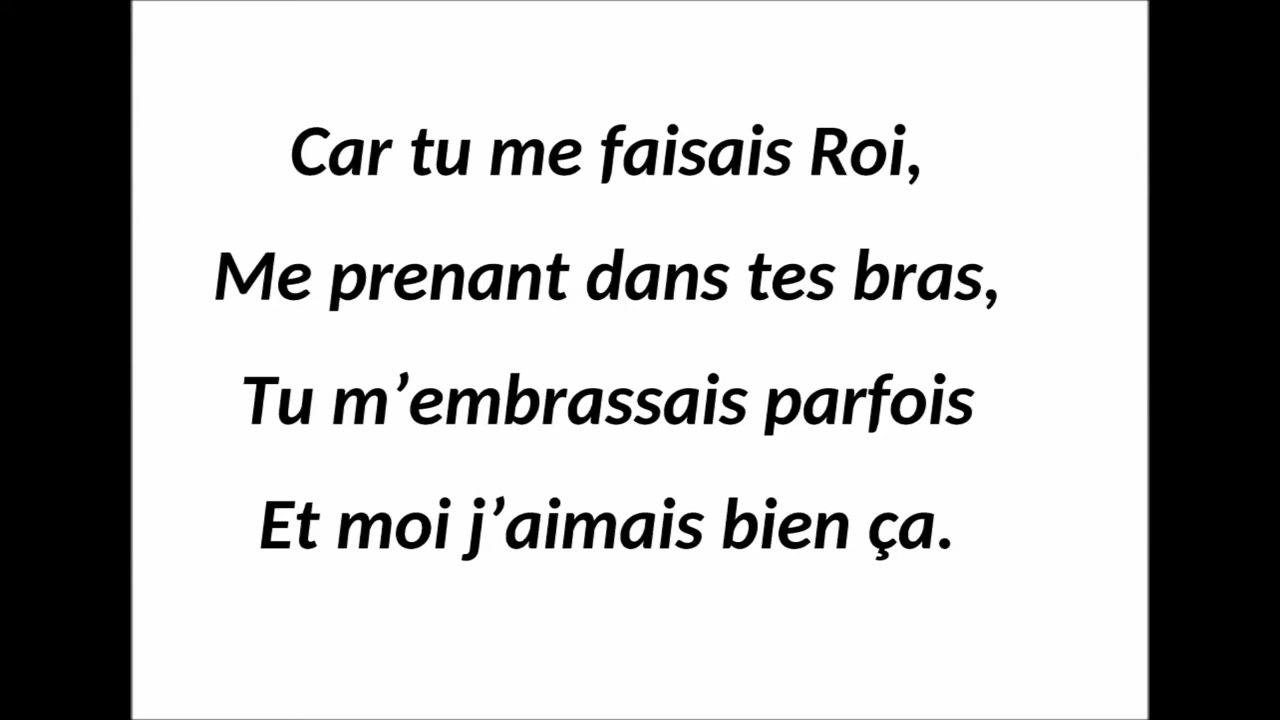 Car tu me faisais Roi,
Me prenant dans tes bras,
Tu m’embrassais parfois
Et moi j’aimais bien ça.